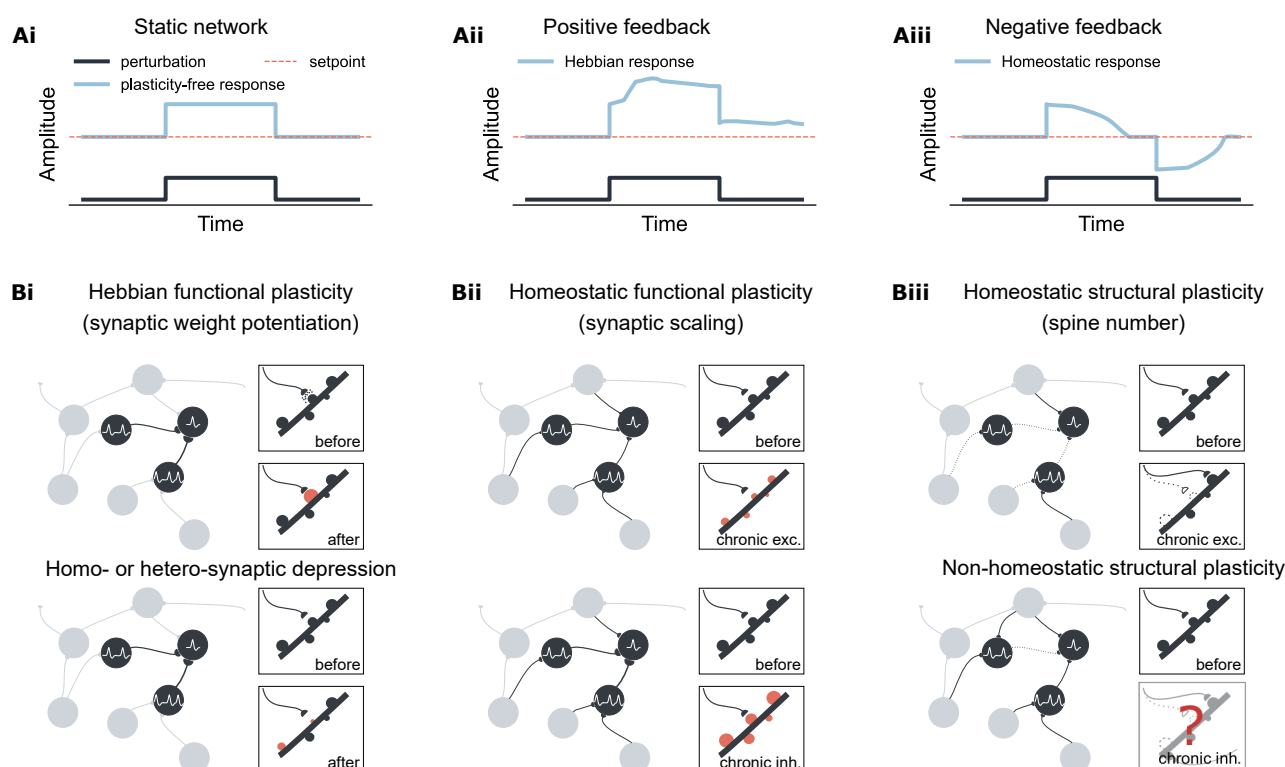 Ai
Static network
perturbation
setpoint
plasticity-free response
Amplitude
Time
Aii
Positive feedback
Hebbian response
Amplitude
Time
Aiii
Negative feedback
Homeostatic response
Amplitude
Time
Bi
Hebbian functional plasticity
(synaptic weight potentiation)
before
after
Homo- or hetero-synaptic depression
before
after
Bii
Homeostatic functional plasticity
(synaptic scaling)
before
chronic exc.
before
chronic inh.
Biii
Homeostatic structural plasticity
(spine number)
before
chronic exc.
Non-homeostatic structural plasticity
before
?
chronic inh.